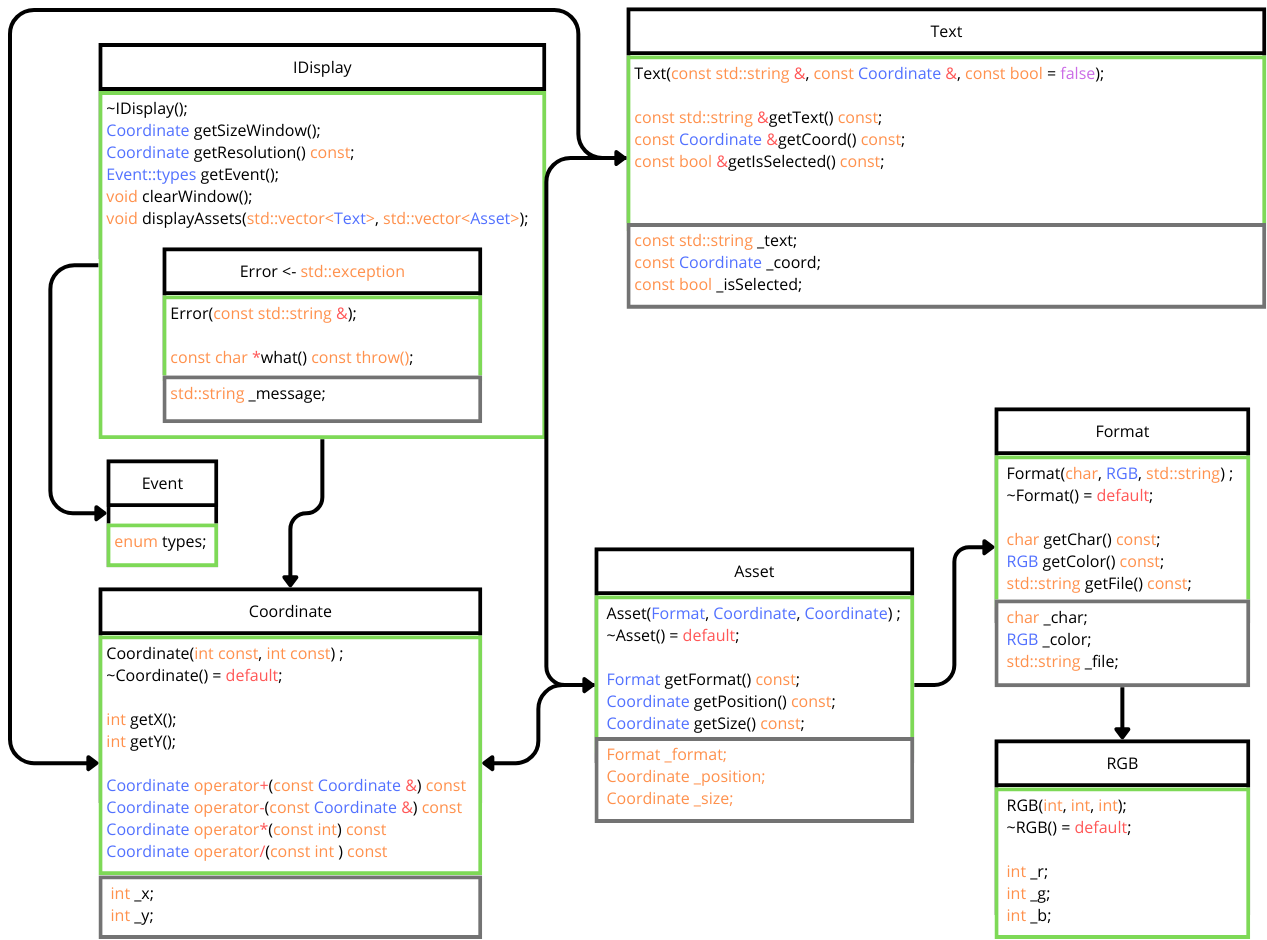 IDisplay
~IDisplay();
Coordinate getSizeWindow();
Coordinate getResolution() const;
Event::types getEvent();
void clearWindow();
void displayAssets(std::vector<Text>, std::vector<Asset>);
Error <- std::exception
Error(const std::string &);
const char *what() const throw();
std::string _message;
Text
Text(const std::string &, const Coordinate &, const bool = false);
const std::string &getText() const;
const Coordinate &getCoord() const;
const bool &getIsSelected() const;
const std::string _text;
const Coordinate _coord;
const bool _isSelected;
Event
enum types;
Coordinate
Coordinate(int const, int const) ;
~Coordinate() = default;
int getX();
int getY();
Coordinate operator+(const Coordinate &) const
Coordinate operator-(const Coordinate &) const
Coordinate operator*(const int) const
Coordinate operator/(const int ) const
int _x;
int _y;
Asset
Asset(Format, Coordinate, Coordinate) ;
~Asset() = default;
Format getFormat() const;
Coordinate getPosition() const;
Coordinate getSize() const;
Format _format;
Coordinate _position;
Coordinate _size;
Format
Format(char, RGB, std::string) ;
~Format() = default;
char getChar() const;
RGB getColor() const;
std::string getFile() const;
char _char;
RGB _color;
std::string _file;
RGB
RGB(int, int, int);
~RGB() = default;
int _r;
int _g;
int _b;